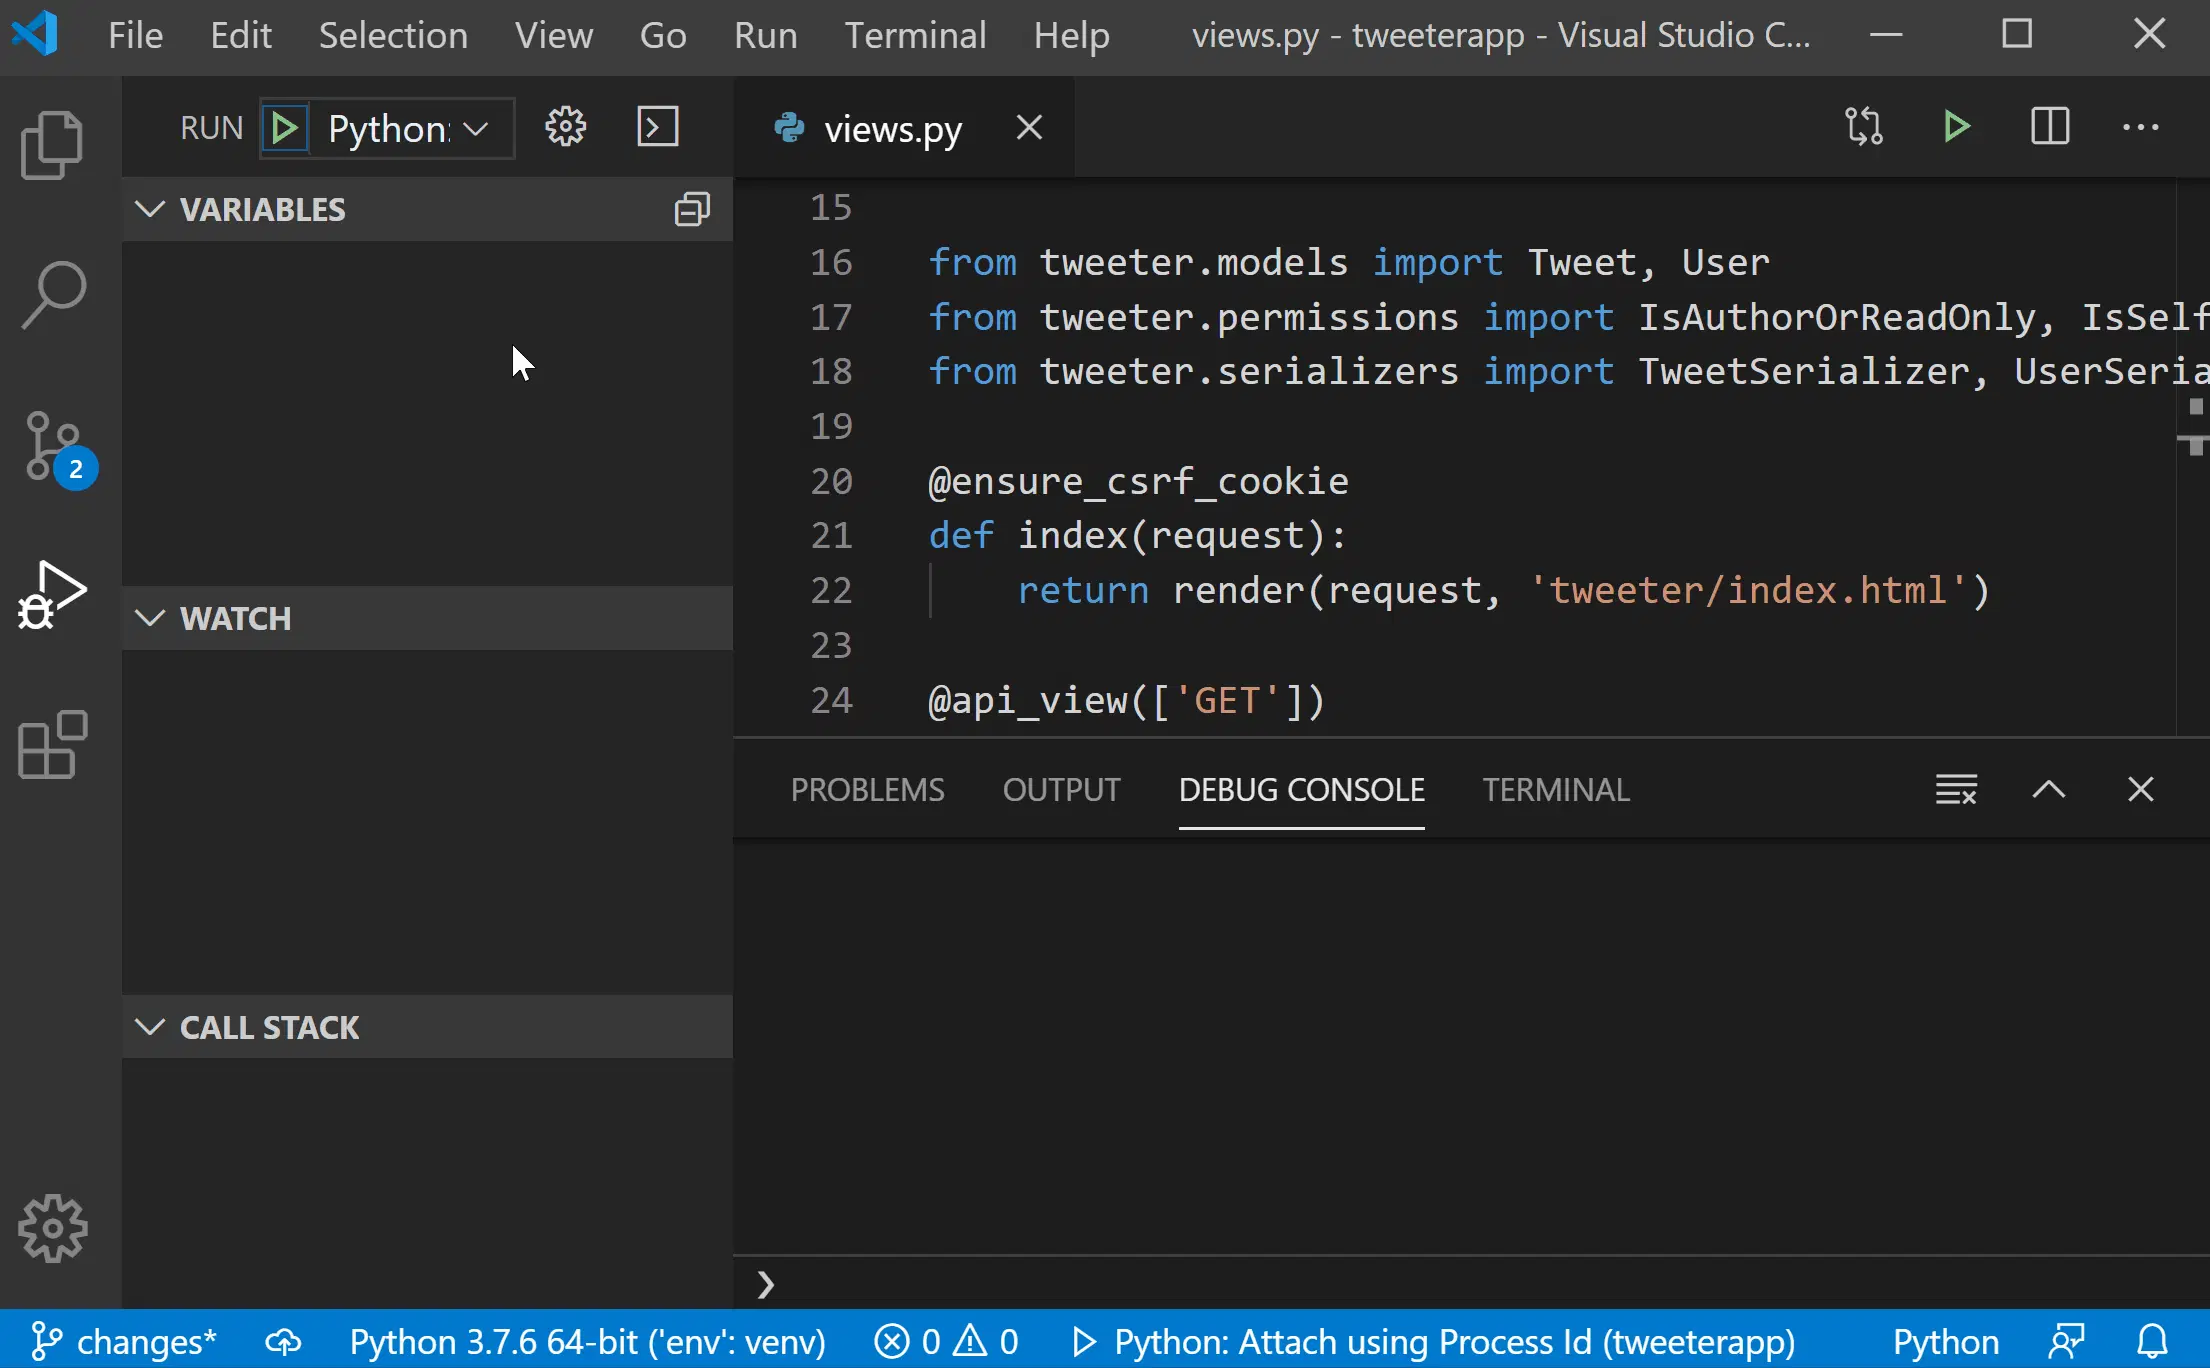 File Edit Selection View Go Run Terminal Help views.py - tweeterapp - Visual Studio C...
RUN Python:
VARIABLES
2
WATCH
CALL STACK
views.py
15
16 from tweeter.models import Tweet, User
17 from tweeter.permissions import IsAuthorOrReadOnly, IsSelf
18 from tweeter.serializers import TweetSerializer, UserSeria
19
20 @ensure_csrf_cookie
21 def index(request):
22 return render(request, 'tweeter/index.html')
23
24 @api_view(['GET'])
PROBLEMS OUTPUT DEBUG CONSOLE TERMINAL
changes* Python 3.7.6 64-bit ('env': venv) 0 0 Python: Attach using Process Id (tweeterapp) Python